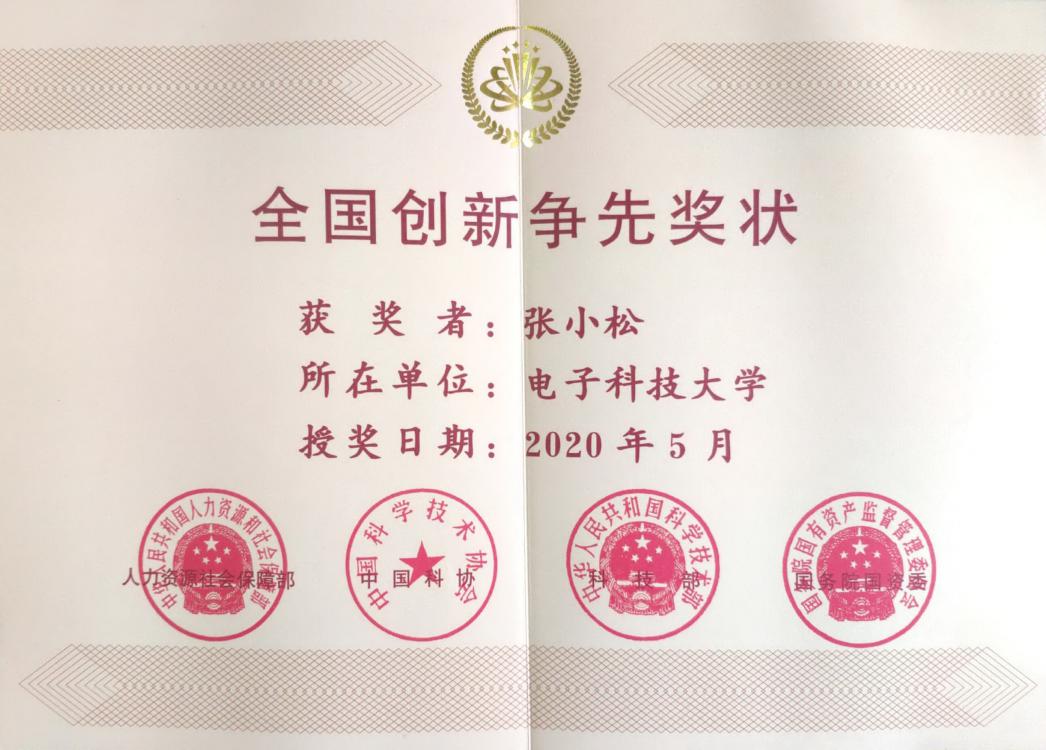 全国创新争先奖状
获奖者：张小松
所在单位：电子科技大学
授奖日期：2020年5月
中华人民共和国人力资源和社会保障部
人力资源社会保障部
中国科学技术协会
中国科协
中华人民共和国科学技术部
科技部
国务院国有资产监督管理委员会
国务院国资委